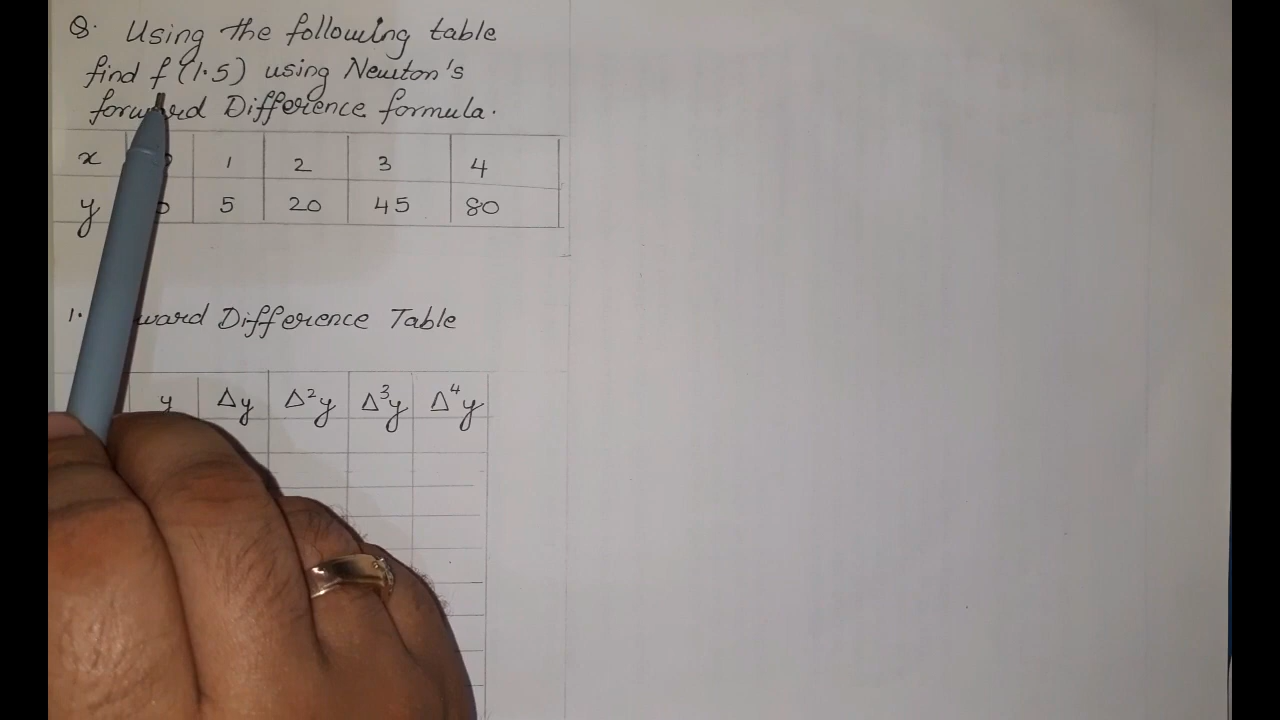 Q. Using the following table
find f(1.5) using Newton's
forward Difference formula.
x 1 2 3 4
y 5 20 45 80
1. ward Difference Table
y Δy Δ²y Δ³y Δ⁴y